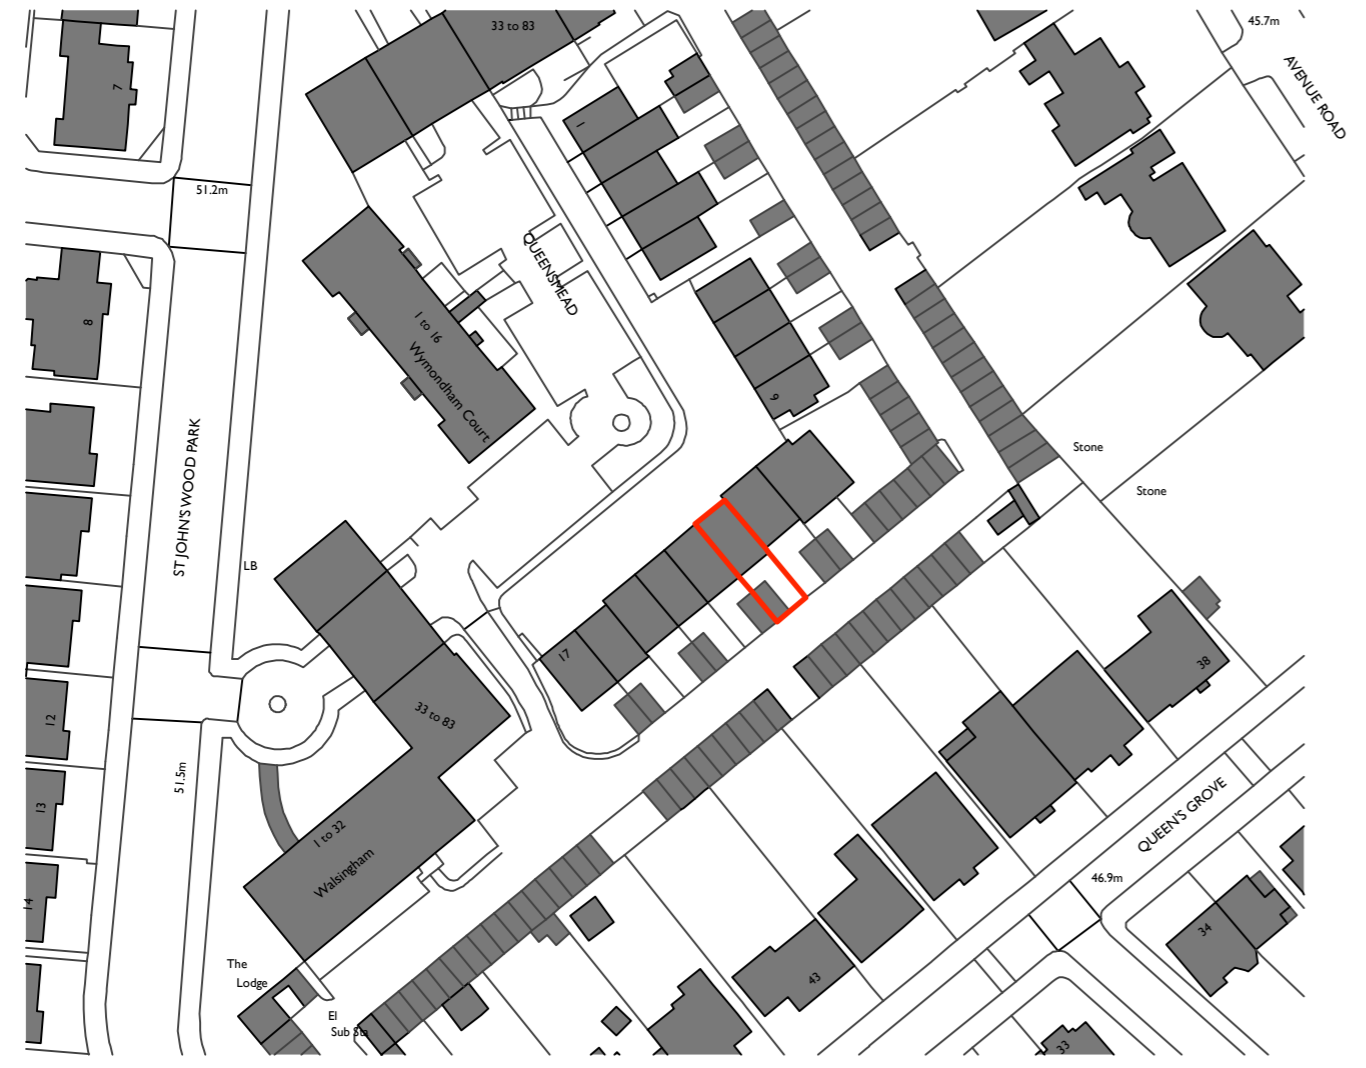 33 to 83
45.7m
AVENUE ROAD
7
1
51.2m
QUEENSMEAD
8
1 to 16
Wymondham Court
9
ST JOHN'S WOOD PARK
Stone
Stone
LB
17
38
12
33 to 83
51.5m
13
1 to 32
Walsingham
QUEEN'S GROVE
46.9m
14
34
The
Lodge
43
El
Sub Sta
33